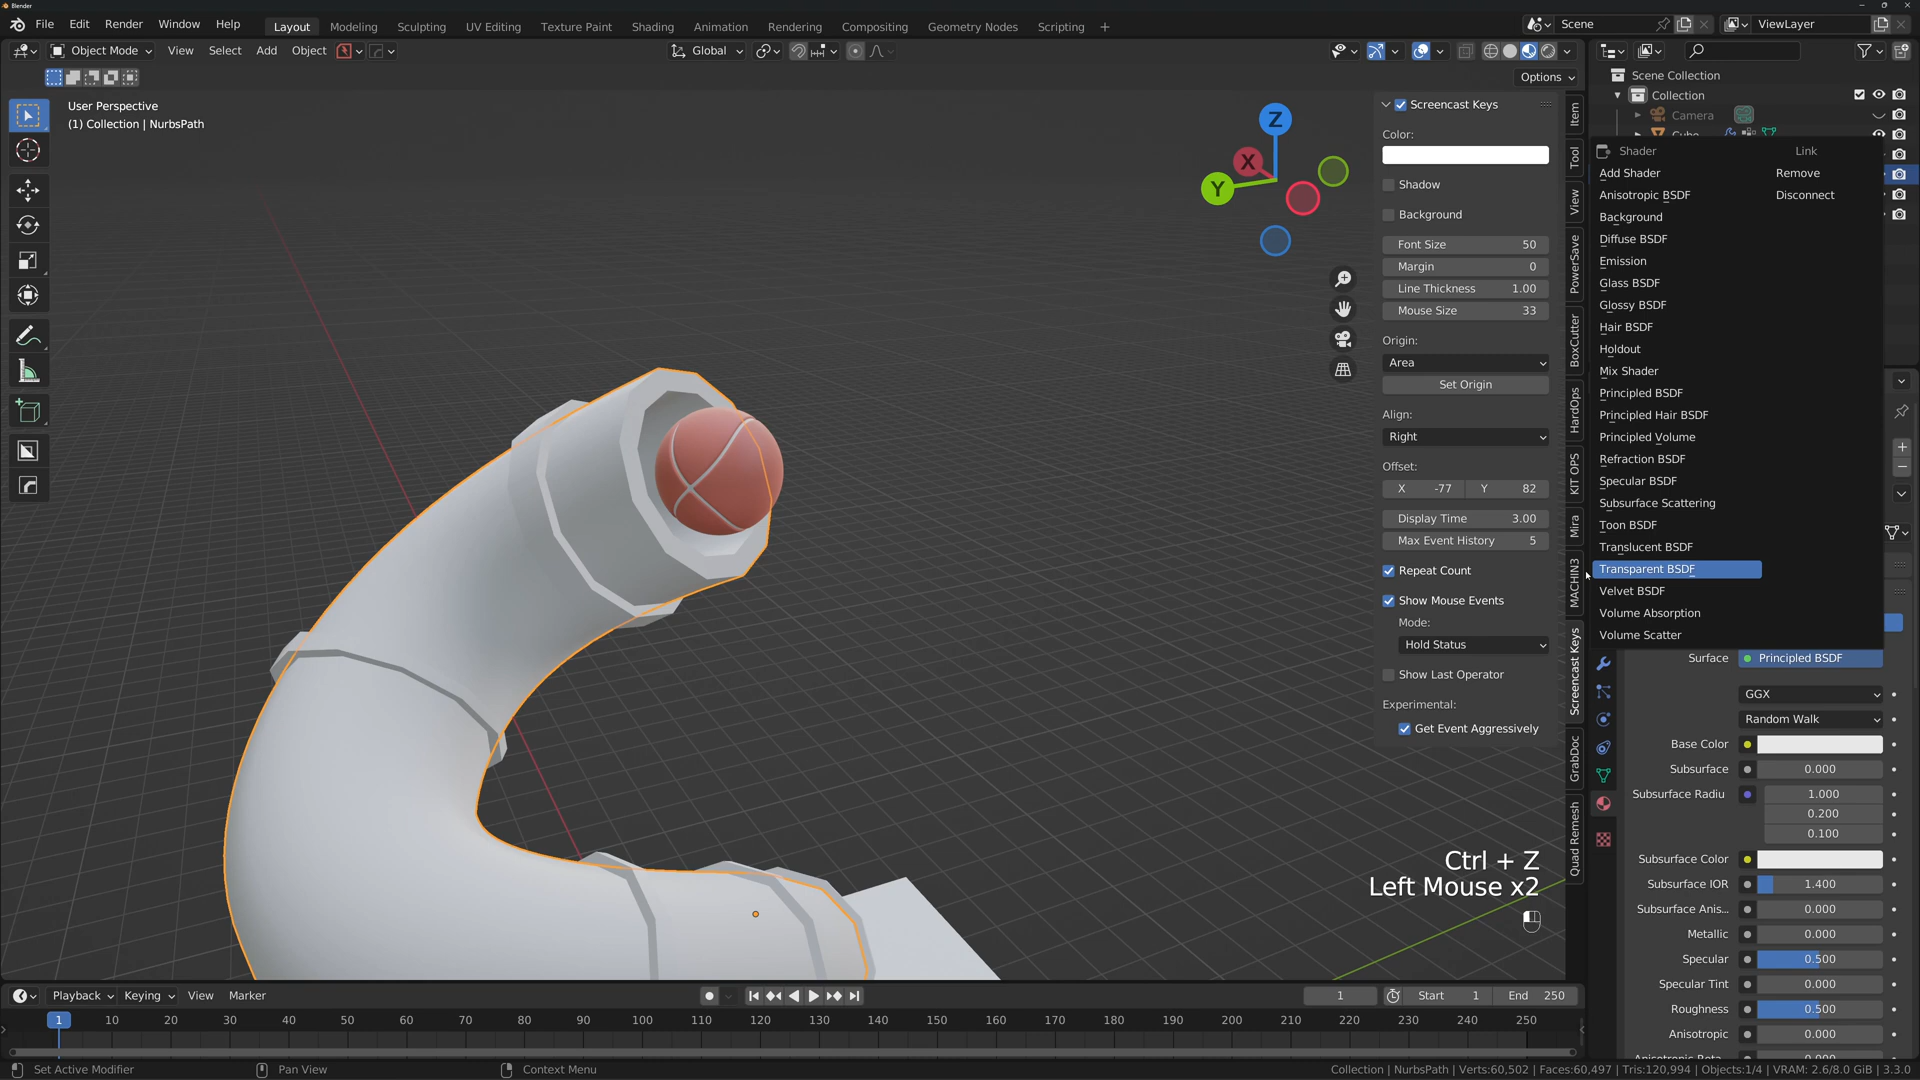 Blender
File Edit Render Window Help
Layout Modeling Sculpting UV Editing Texture Paint Shading Animation Rendering Compositing Geometry Nodes Scripting +
Scene
ViewLayer
Object Mode View Select Add Object
Global
Options
User Perspective
(1) Collection | NurbsPath
Z
X
Y
Screencast Keys
Color:
Shadow
Background
Font Size 50
Margin 0
Line Thickness 1.00
Mouse Size 33
Origin:
Area
Set Origin
Align:
Right
Offset:
X -77 Y 82
Display Time 3.00
Max Event History 5
Repeat Count
Show Mouse Events
Mode:
Hold Status
Show Last Operator
Experimental:
Get Event Aggressively
Item
Tool
View
PowerSave
BoxCutter
HardOps
KIT OPS
Mira
MACHIN3
Screencast Keys
GrabDoc
Quad Remesh
Scene Collection
Collection
Camera
Cube
Shader Link
Add Shader Remove
Anisotropic BSDF Disconnect
Background
Diffuse BSDF
Emission
Glass BSDF
Glossy BSDF
Hair BSDF
Holdout
Mix Shader
Principled BSDF
Principled Hair BSDF
Principled Volume
Refraction BSDF
Specular BSDF
Subsurface Scattering
Toon BSDF
Translucent BSDF
Transparent BSDF
Velvet BSDF
Volume Absorption
Volume Scatter
Surface Principled BSDF
GGX
Random Walk
Base Color
Subsurface 0.000
Subsurface Radiu 1.000
0.200
0.100
Subsurface Color
Subsurface IOR 1.400
Subsurface Anis... 0.000
Metallic 0.000
Specular 0.500
Specular Tint 0.000
Roughness 0.500
Anisotropic 0.000
Ctrl + Z
Left Mouse x2
Playback Keying View Marker
1 Start 1 End 250
1 10 20 30 40 50 60 70 80 90 100 110 120 130 140 150 160 170 180 190 200 210 220 230 240 250
Set Active Modifier Pan View Context Menu
Collection | NurbsPath | Verts:60,502 | Faces:60,497 | Tris:120,994 | Objects:1/4 | VRAM: 2.6/8.0 GiB | 3.3.0